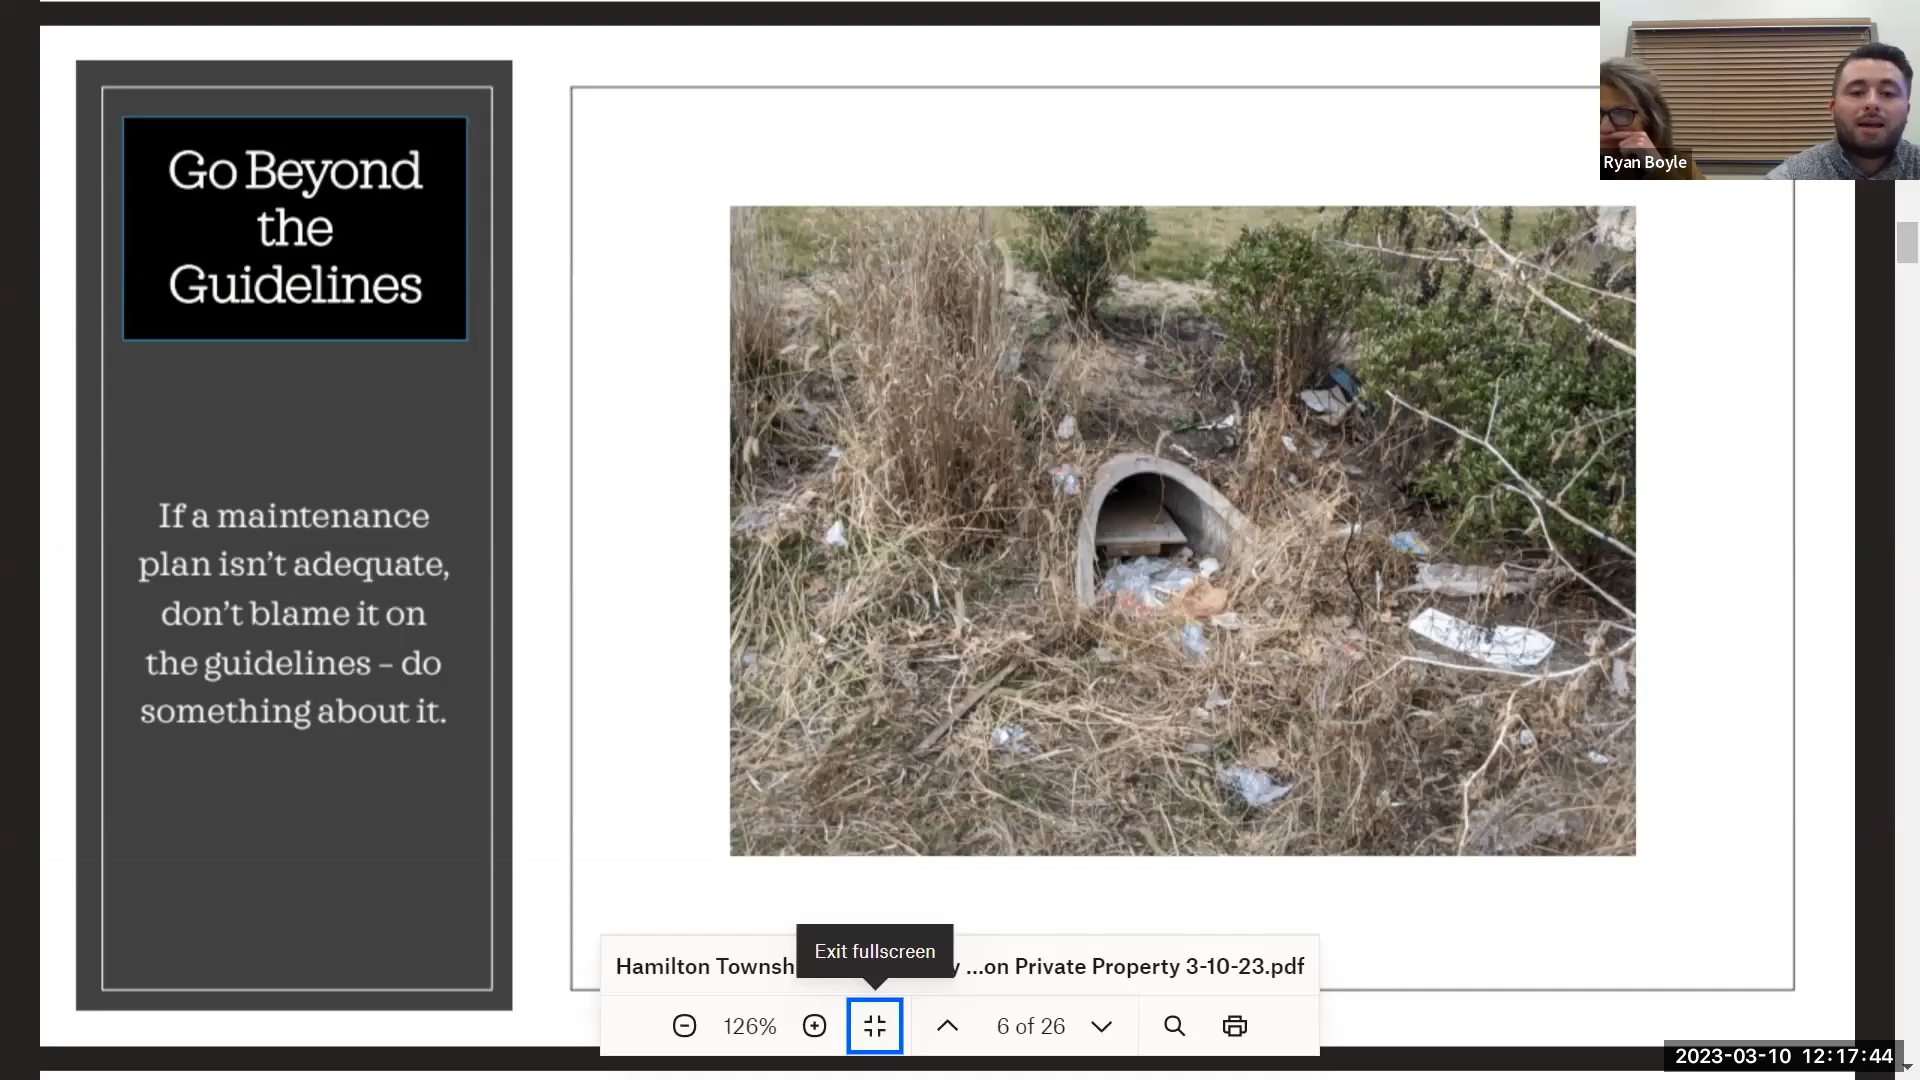 Go Beyond
the
Guidelines
If a maintenance
plan isn't adequate,
don't blame it on
the guidelines – do
something about it.
Ryan Boyle
Exit fullscreen
Hamilton Townsh
...on Private Property 3-10-23.pdf
126%
6 of 26
2023-03-10 12:17:44